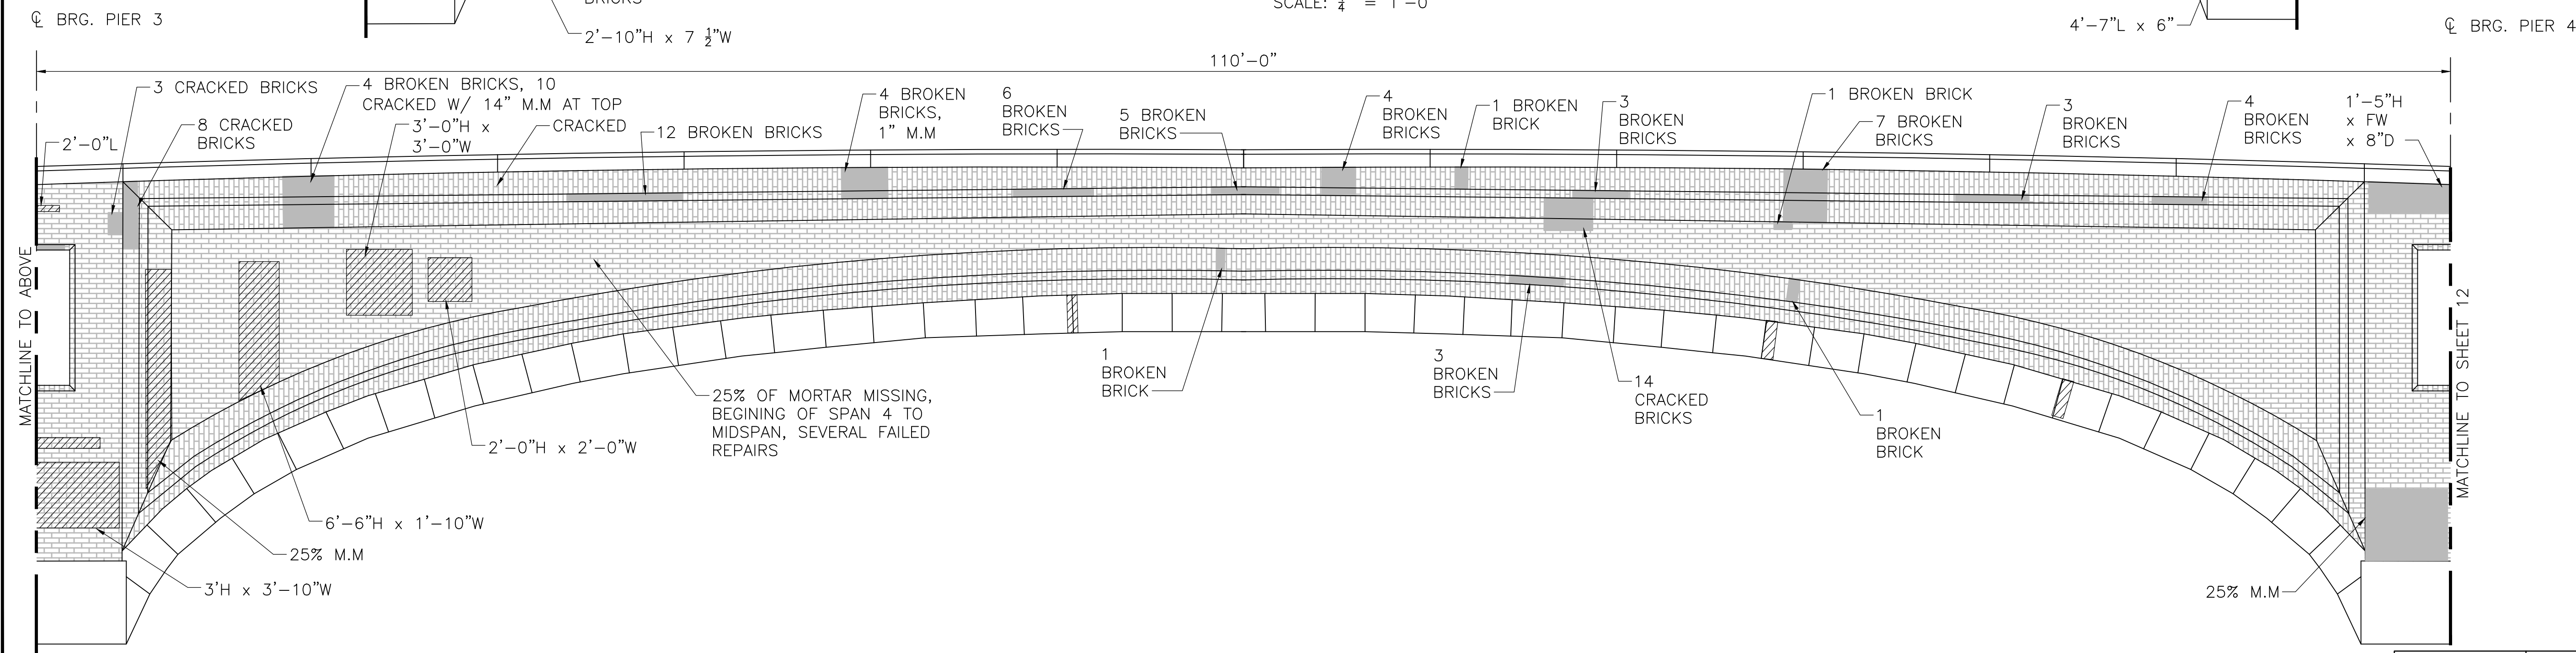 BRICKS
SCALE: 1/4" = 1'-0"
℄ BRG. PIER 3
2'-10"H x 7 1/2"W
4'-7"L x 6"
℄ BRG. PIER 4
110'-0"
3 CRACKED BRICKS
4 BROKEN BRICKS, 10
CRACKED W/ 14" M.M AT TOP
8 CRACKED
BRICKS
3'-0"H x
3'-0"W
CRACKED
12 BROKEN BRICKS
4 BROKEN
BRICKS,
1" M.M
6
BROKEN
BRICKS
5 BROKEN
BRICKS
4
BROKEN
BRICKS
1 BROKEN
BRICK
3
BROKEN
BRICKS
1 BROKEN BRICK
7 BROKEN
BRICKS
3
BROKEN
BRICKS
4
BROKEN
BRICKS
1'-5"H
x FW
x 8"D
2'-0"L
MATCHLINE TO ABOVE
MATCHLINE TO SHEET 12
1
BROKEN
BRICK
3
BROKEN
BRICKS
14
CRACKED
BRICKS
1
BROKEN
BRICK
25% OF MORTAR MISSING,
BEGINING OF SPAN 4 TO
MIDSPAN, SEVERAL FAILED
REPAIRS
2'-0"H x 2'-0"W
6'-6"H x 1'-10"W
25% M.M
3'H x 3'-10"W
25% M.M